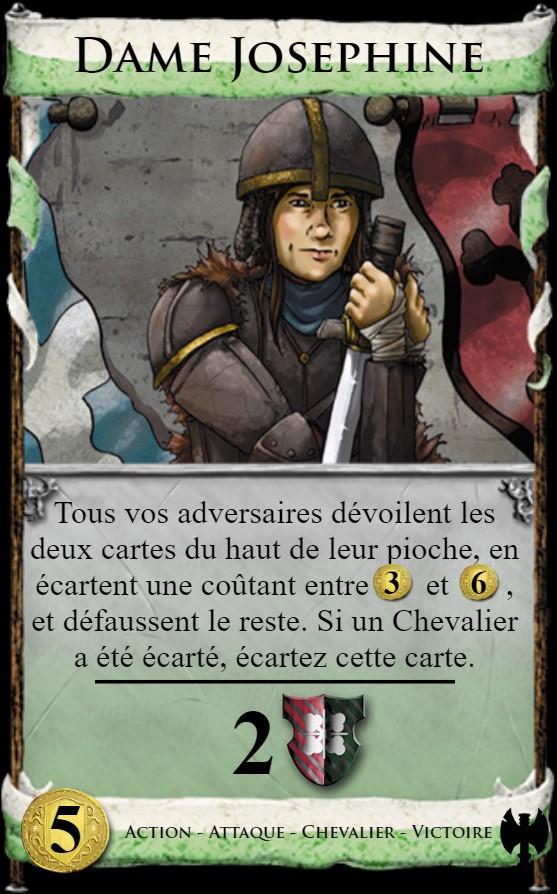 Dame Josephine
Tous vos adversaires dévoilent les
deux cartes du haut de leur pioche, en
écartent une coûtant entre 3 et 6 ,
et défaussent le reste. Si un Chevalier
a été écarté, écartez cette carte.
2
5 Action - Attaque - Chevalier - Victoire